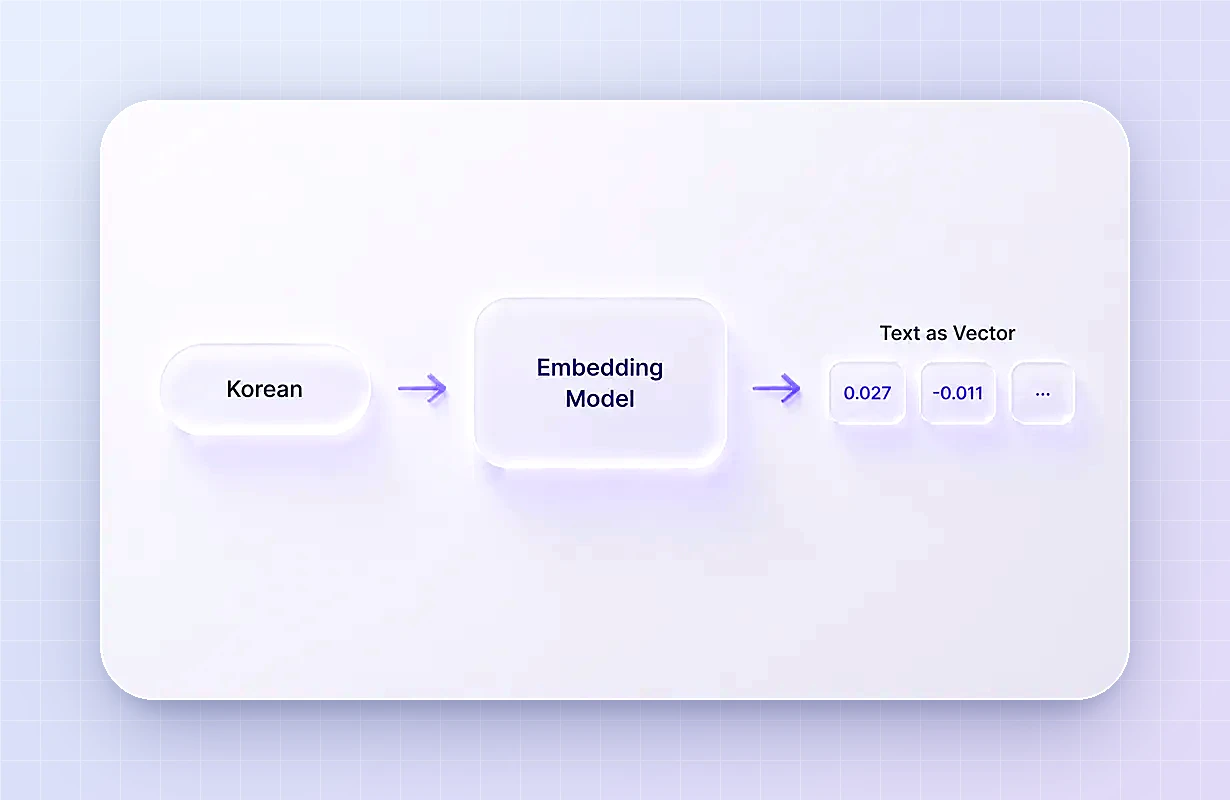 Korean
Embedding
Model
Text as Vector
0.027
-0.011
...